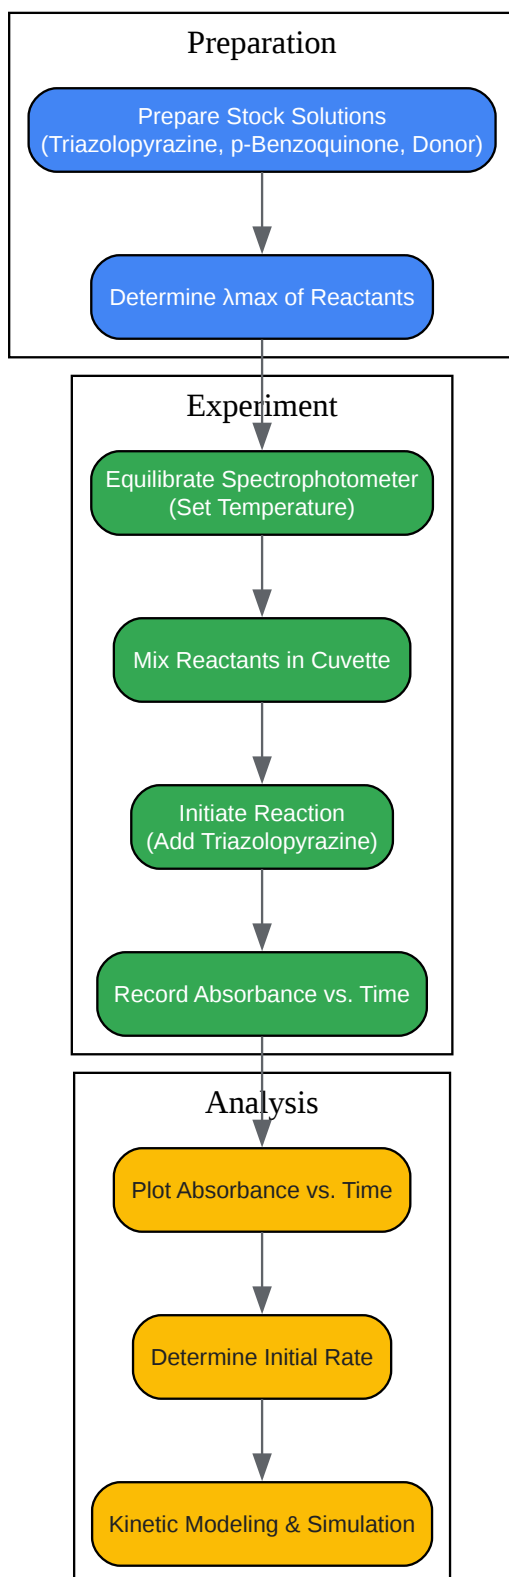 Preparation
Prepare Stock Solutions
(Triazolopyrazine, p-Benzoquinone, Donor)
Determine λmax of Reactants
Experiment
Equilibrate Spectrophotometer
(Set Temperature)
Mix Reactants in Cuvette
Initiate Reaction
(Add Triazolopyrazine)
Record Absorbance vs. Time
Analysis
Plot Absorbance vs. Time
Determine Initial Rate
Kinetic Modeling & Simulation